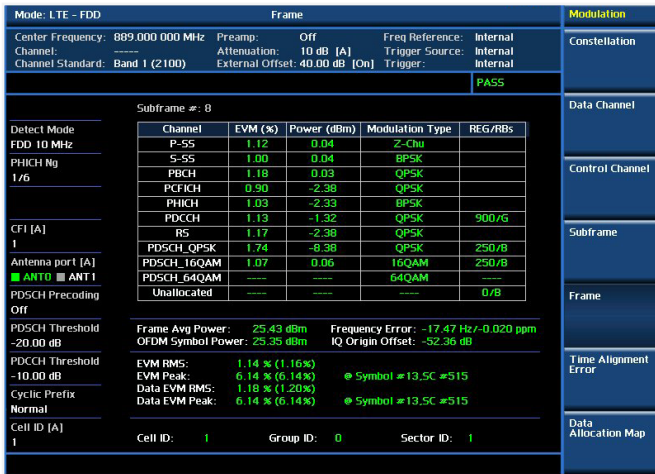 Mode: LTE - FDD
Frame
Modulation
Center Frequency: 889.000 000 MHz Preamp: Off Freq Reference: Internal
Channel: ----- Attenuation: 10 dB [A] Trigger Source: Internal
Channel Standard: Band 1 (2100) External Offset: 40.00 dB [On] Trigger: Internal
PASS
Constellation
Data Channel
Control Channel
Subframe
Frame
Time Alignment
Error
Data
Allocation Map
Detect Mode
FDD 10 MHz
PHICH Ng
1/6
CFI [A]
1
Antenna port [A]
ANT0 ANT1
PDSCH Precoding
Off
PDSCH Threshold
-20.00 dB
PDCCH Threshold
-10.00 dB
Cyclic Prefix
Normal
Cell ID [A]
1
Subframe #: 8
Channel EVM (%) Power (dBm) Modulation Type REG/RBs
P-SS 1.12 0.04 Z-Chu
S-SS 1.00 0.04 BPSK
PBCH 1.18 0.03 QPSK
PCFICH 0.90 -2.38 QPSK
PHICH 1.03 -2.33 BPSK
PDCCH 1.13 -1.32 QPSK 900/G
RS 1.17 -2.38 QPSK
PDSCH_QPSK 1.74 -8.38 QPSK 250/B
PDSCH_16QAM 1.07 0.06 16QAM 250/B
PDSCH_64QAM ---- ---- 64QAM ----
Unallocated ---- ---- ---- 0/B
Frame Avg Power: 25.43 dBm Frequency Error: -17.47 Hz/-0.020 ppm
OFDM Symbol Power: 25.35 dBm IQ Origin Offset: -52.36 dB
EVM RMS: 1.14 % (1.16%)
EVM Peak: 6.14 % (6.14%) @ Symbol #13,SC #515
Data EVM RMS: 1.18 % (1.20%)
Data EVM Peak: 6.14 % (6.14%) @ Symbol #13,SC #515
Cell ID: 1 Group ID: 0 Sector ID: 1